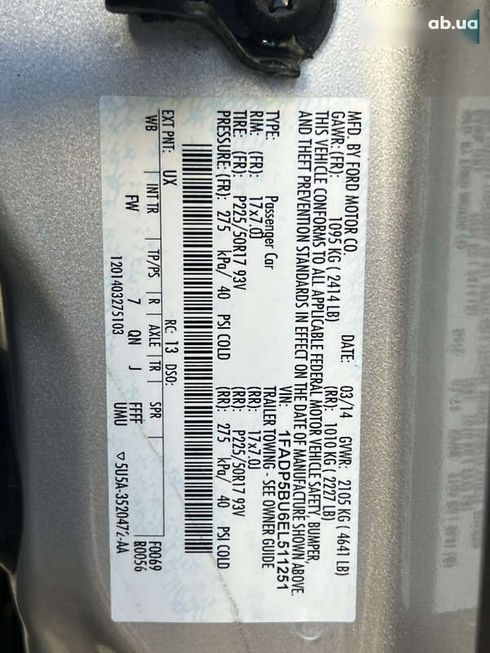 ab.ua
MFD. BY FORD MOTOR CO.
DATE: 03/14 GVWR: 2105 KG ( 4641 LB)
GAWR:(FR): 1095 KG ( 2414 LB) (RR): 1010 KG ( 2227 LB)
THIS VEHICLE CONFORMS TO ALL APPLICABLE FEDERAL MOTOR VEHICLE SAFETY, BUMPER,
AND THEFT PREVENTION STANDARDS IN EFFECT ON THE DATE OF MANUFACTURE SHOWN ABOVE.
VIN: 1FADP5BU6EL511251
TYPE: Passenger Car TRAILER TOWING - SEE OWNER GUIDE
RIM: (FR): 17x7.0J (RR): 17x7.0J
TIRE: (FR): P225/50R17 93V (RR): P225/50R17 93V
PRESSURE: (FR): 275 kPa/ 40 PSI COLD (RR): 275 kPa/ 40 PSI COLD
EXT PNT: UX RC: 13 DSO: F0069
WB INT TR TP/PS R AXLE TR SPR R0056
FW 7 QN J FFFF UMU
1201403275103 ▽5U5A-3520472-AA